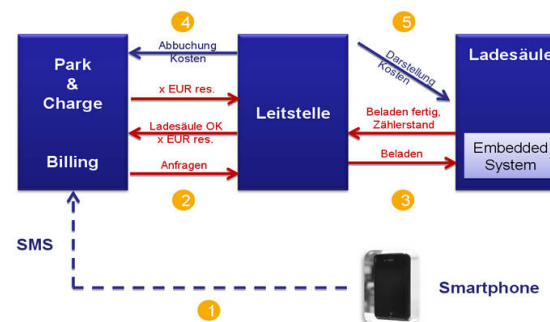 4
5
Park
&
Charge
Billing
Abbuchung
Kosten
x EUR res.
Ladesäule OK
x EUR res.
Anfragen
2
Leitstelle
Darstellung
Kosten
Beladen fertig,
Zählerstand
Beladen
3
Ladesäule
Embedded
System
SMS
1
Smartphone